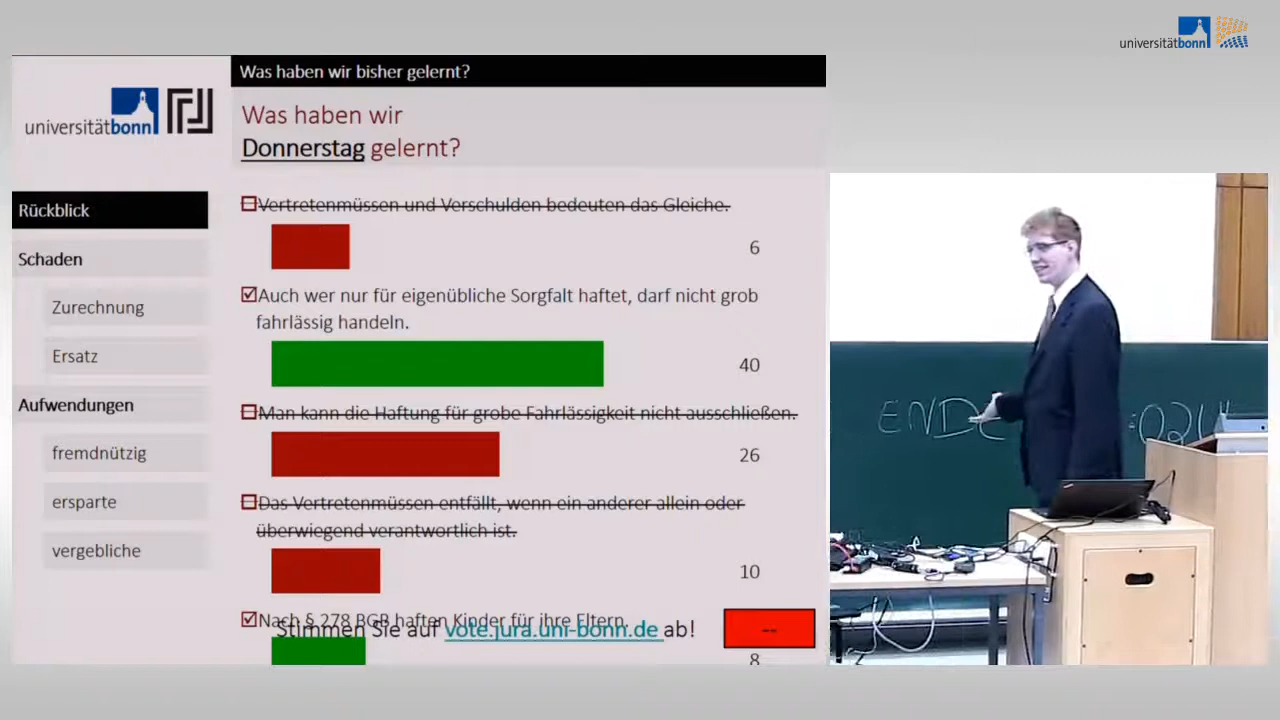 universitätbonn
Was haben wir bisher gelernt?
universitätbonn
Was haben wir
Donnerstag gelernt?
Rückblick
Schaden
Zurechnung
Ersatz
Aufwendungen
fremdnützig
ersparte
vergebliche
Vertretenmüssen und Verschulden bedeuten das Gleiche.
6
Auch wer nur für eigenübliche Sorgfalt haftet, darf nicht grob
fahrlässig handeln.
40
Man kann die Haftung für grobe Fahrlässigkeit nicht ausschließen.
26
Das Vertretenmüssen entfällt, wenn ein anderer allein oder
überwiegend verantwortlich ist.
10
Nach § 278 BGB haften Kinder für ihre Eltern.
Stimmen Sie auf vote.jura.uni-bonn.de ab!
--
8